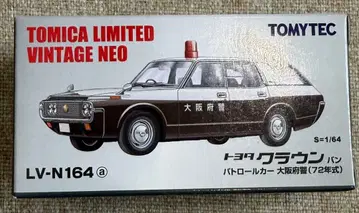 TOMICA LIMITED
VINTAGE NEO
TOMYTEC
大阪府警
S=1/64
LV-N164 a
トヨタ クラウン バン
パトロールカー 大阪府警 ('72年式)